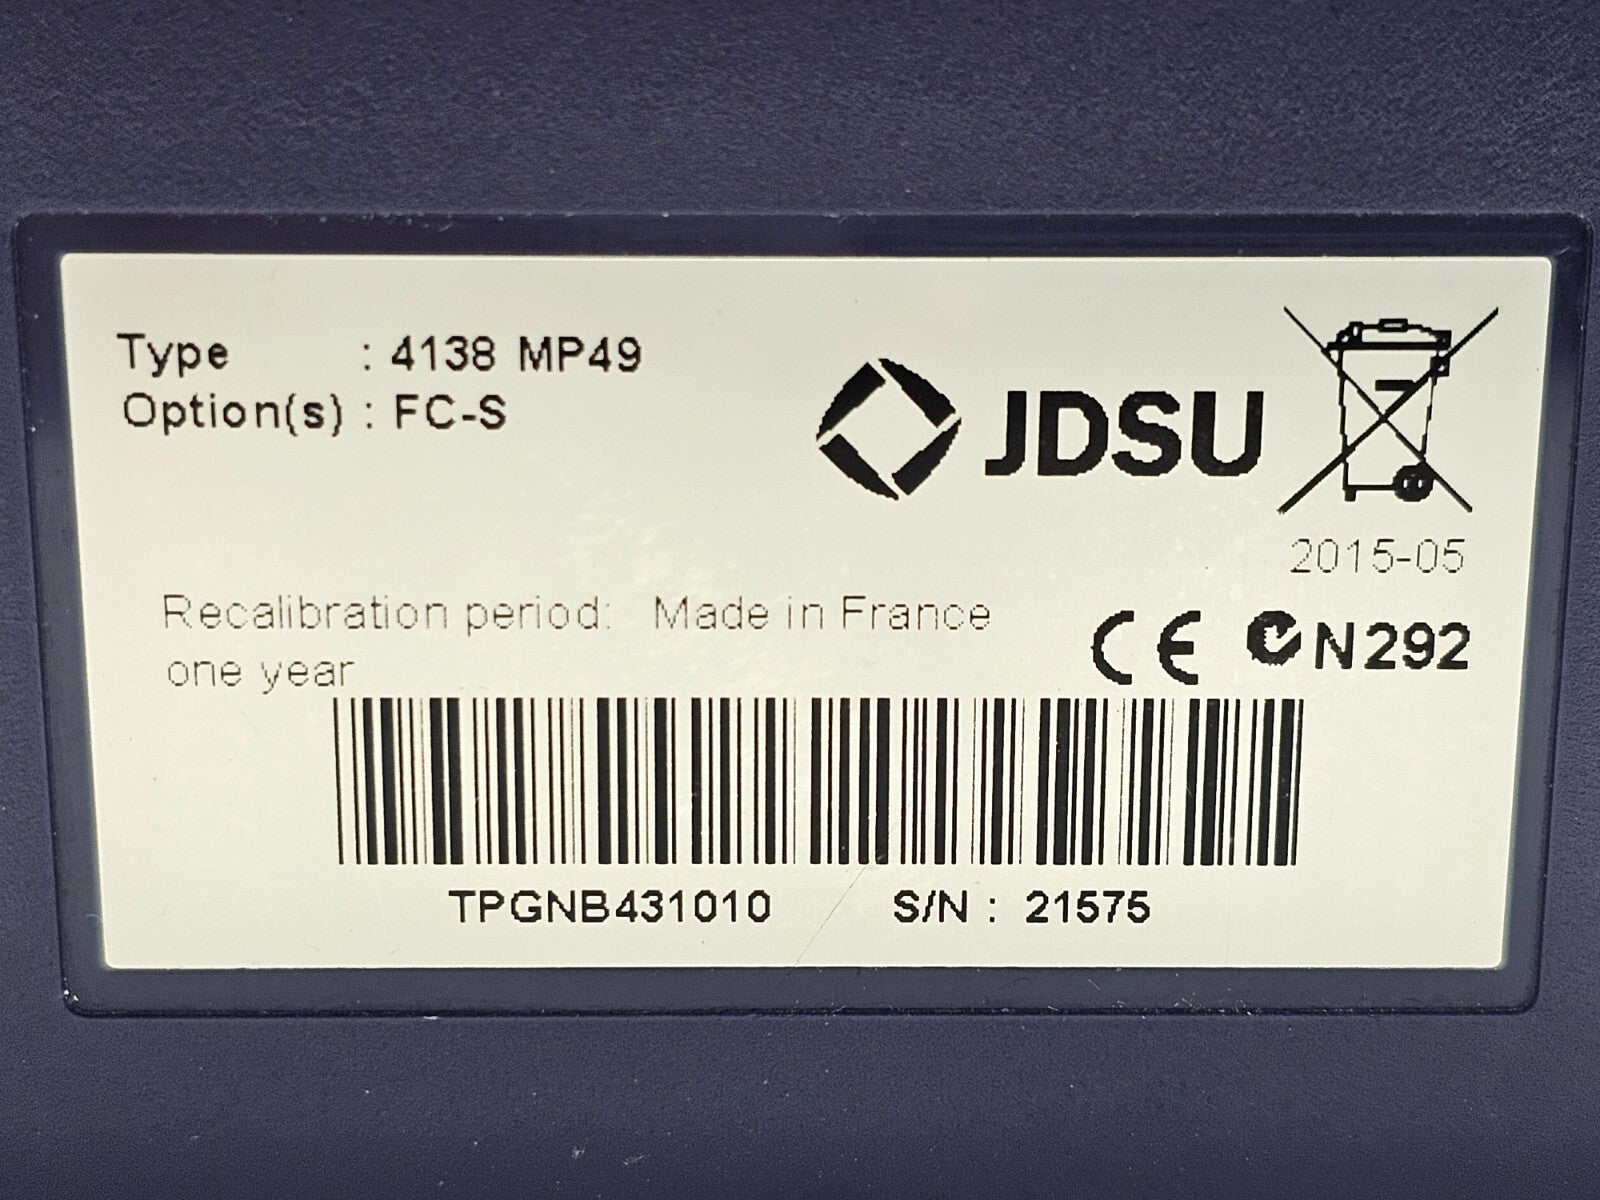 Type : 4138 MP49
Option(s) : FC-S
JDSU
2015-05
Recalibration period: Made in France
one year
CE N292
TPGNB431010 S/N : 21575